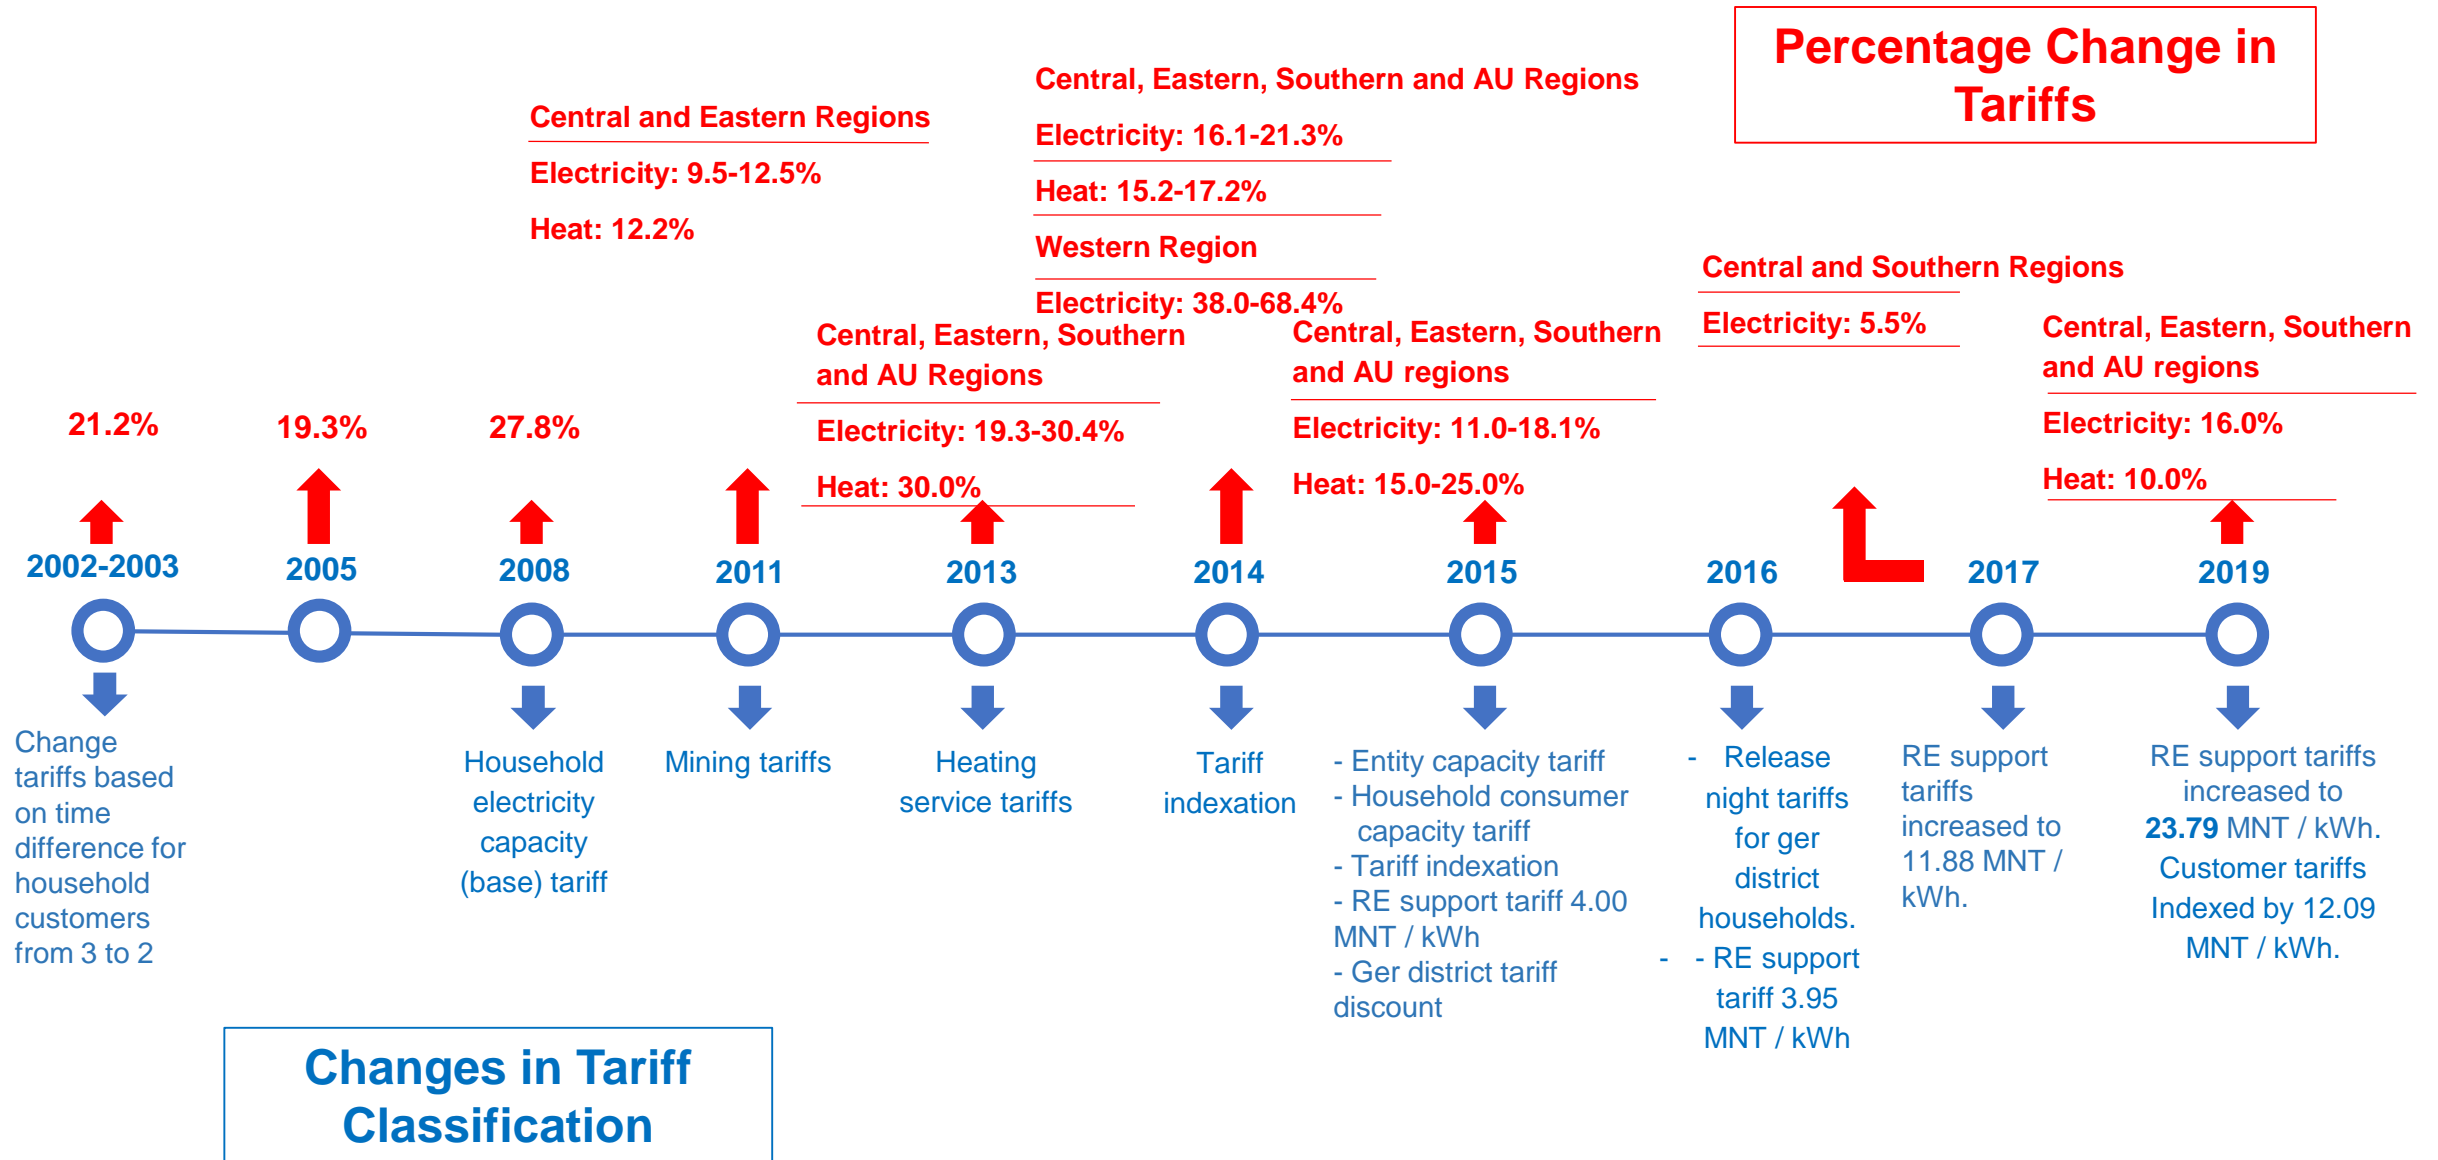 Percentage Change in
Tariffs
Central and Eastern Regions
Electricity: 9.5-12.5%
Heat: 12.2%
Central, Eastern, Southern and AU Regions
Electricity: 16.1-21.3%
Heat: 15.2-17.2%
Western Region
Electricity: 38.0-68.4%
Central and Southern Regions
Electricity: 5.5%
21.2%
19.3%
27.8%
Central, Eastern, Southern
and AU Regions
Electricity: 19.3-30.4%
Heat: 30.0%
Central, Eastern, Southern
and AU regions
Electricity: 11.0-18.1%
Heat: 15.0-25.0%
Central, Eastern, Southern
and AU regions
Electricity: 16.0%
Heat: 10.0%
2002-2003
2005
2008
2011
2013
2014
2015
2016
2017
2019
Change
tariffs based
on time
difference for
household
customers
from 3 to 2
Household
electricity
capacity
(base) tariff
Mining tariffs
Heating
service tariffs
Tariff
indexation
- Entity capacity tariff
- Household consumer
capacity tariff
- Tariff indexation
- RE support tariff 4.00
MNT / kWh
- Ger district tariff
discount
- Release
night tariffs
for ger
district
households.
- - RE support
tariff 3.95
MNT / kWh
RE support
tariffs
increased to
11.88 MNT /
kWh.
RE support tariffs
increased to
23.79 MNT / kWh.
Customer tariffs
Indexed by 12.09
MNT / kWh.
Changes in Tariff
Classification